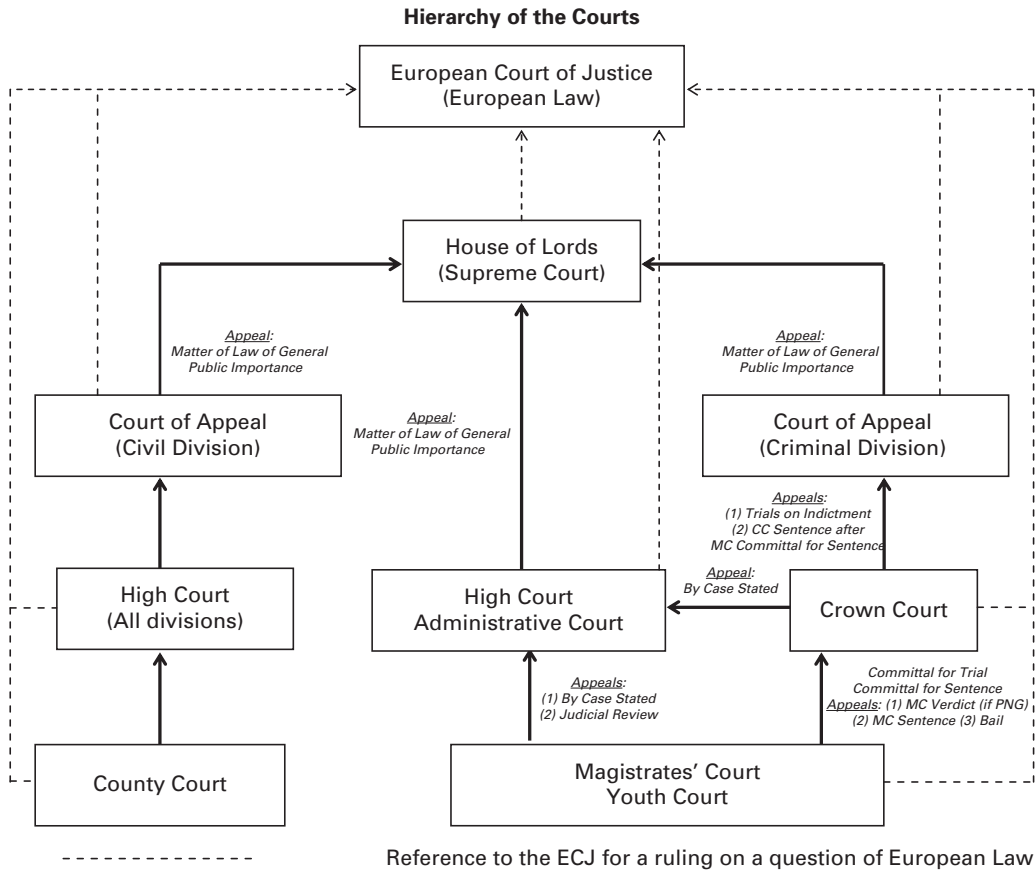 Hierarchy of the Courts
European Court of Justice
(European Law)
House of Lords
(Supreme Court)
Appeal:
Matter of Law of General
Public Importance
Appeal:
Matter of Law of General
Public Importance
Court of Appeal
(Civil Division)
Appeal:
Matter of Law of General
Public Importance
Court of Appeal
(Criminal Division)
Appeals:
(1) Trials on Indictment
(2) CC Sentence after
MC Committal for Sentence
High Court
(All divisions)
High Court
Administrative Court
Appeal:
By Case Stated
Crown Court
Appeals:
(1) By Case Stated
(2) Judicial Review
Committal for Trial
Committal for Sentence
Appeals: (1) MC Verdict (if PNG)
(2) MC Sentence (3) Bail
County Court
Magistrates’ Court
Youth Court
Reference to the ECJ for a ruling on a question of European Law